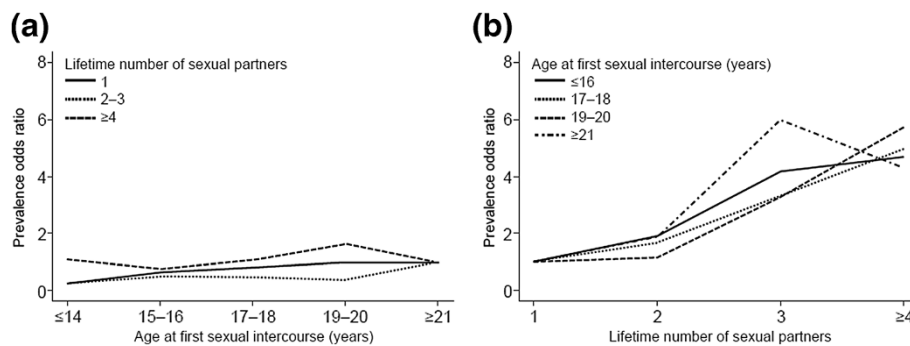 (a)
Lifetime number of sexual partners
1
2–3
≥4
Prevalence odds ratio
8
6
4
2
0
≤14 15–16 17–18 19–20 ≥21
Age at first sexual intercourse (years)
(b)
Age at first sexual intercourse (years)
≤16
17–18
19–20
≥21
Prevalence odds ratio
8
6
4
2
0
1 2 3 ≥4
Lifetime number of sexual partners